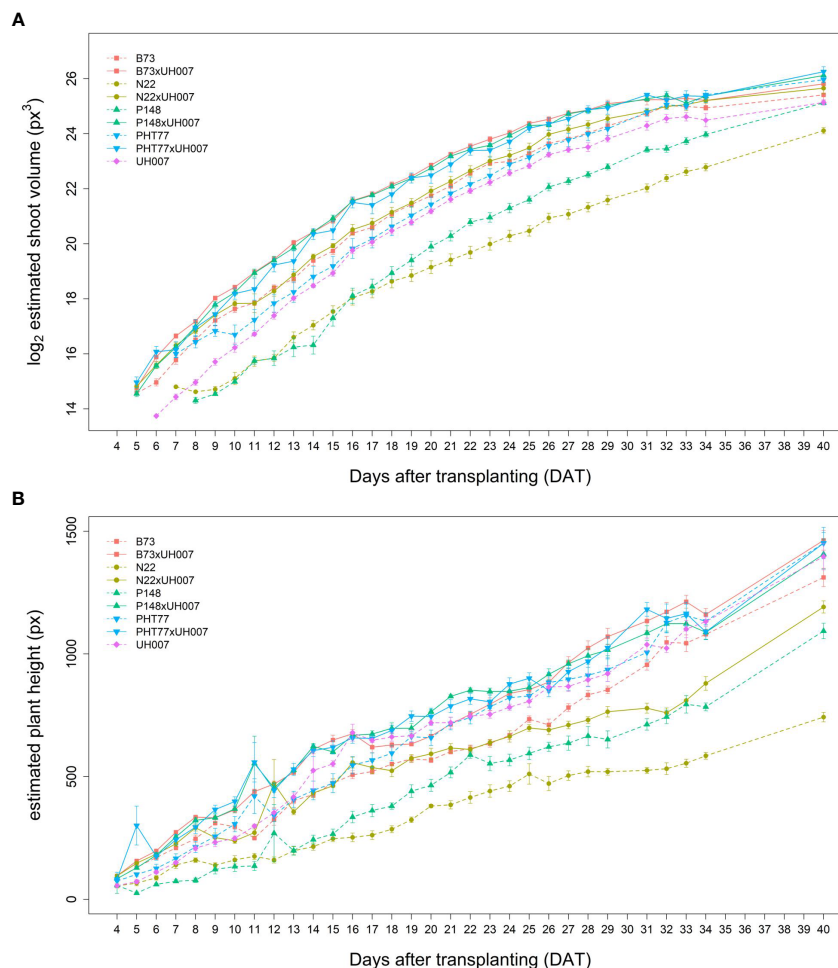 A
log2 estimated shoot volume (px3)
26
24
22
20
18
16
14
B73
B73xUH007
N22
N22xUH007
P148
P148xUH007
PHT77
PHT77xUH007
UH007
4 5 6 7 8 9 10 11 12 13 14 15 16 17 18 19 20 21 22 23 24 25 26 27 28 29 30 31 32 33 34 35 36 37 38 39 40
Days after transplanting (DAT)
B
estimated plant height (px)
1500
1000
500
0
B73
B73xUH007
N22
N22xUH007
P148
P148xUH007
PHT77
PHT77xUH007
UH007
4 5 6 7 8 9 10 11 12 13 14 15 16 17 18 19 20 21 22 23 24 25 26 27 28 29 30 31 32 33 34 35 36 37 38 39 40
Days after transplanting (DAT)